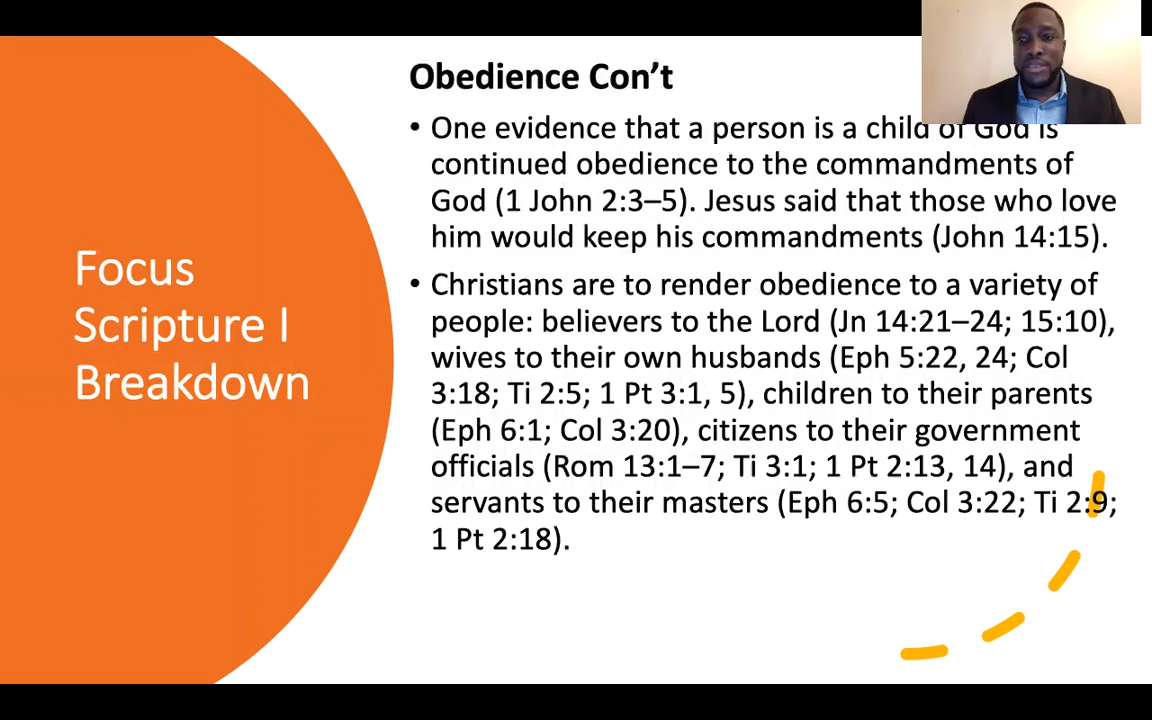 Focus
Scripture I
Breakdown
Obedience Con’t
• One evidence that a person is a child of God is
continued obedience to the commandments of
God (1 John 2:3–5). Jesus said that those who love
him would keep his commandments (John 14:15).
• Christians are to render obedience to a variety of
people: believers to the Lord (Jn 14:21–24; 15:10),
wives to their own husbands (Eph 5:22, 24; Col
3:18; Ti 2:5; 1 Pt 3:1, 5), children to their parents
(Eph 6:1; Col 3:20), citizens to their government
officials (Rom 13:1–7; Ti 3:1; 1 Pt 2:13, 14), and
servants to their masters (Eph 6:5; Col 3:22; Ti 2:9;
1 Pt 2:18).